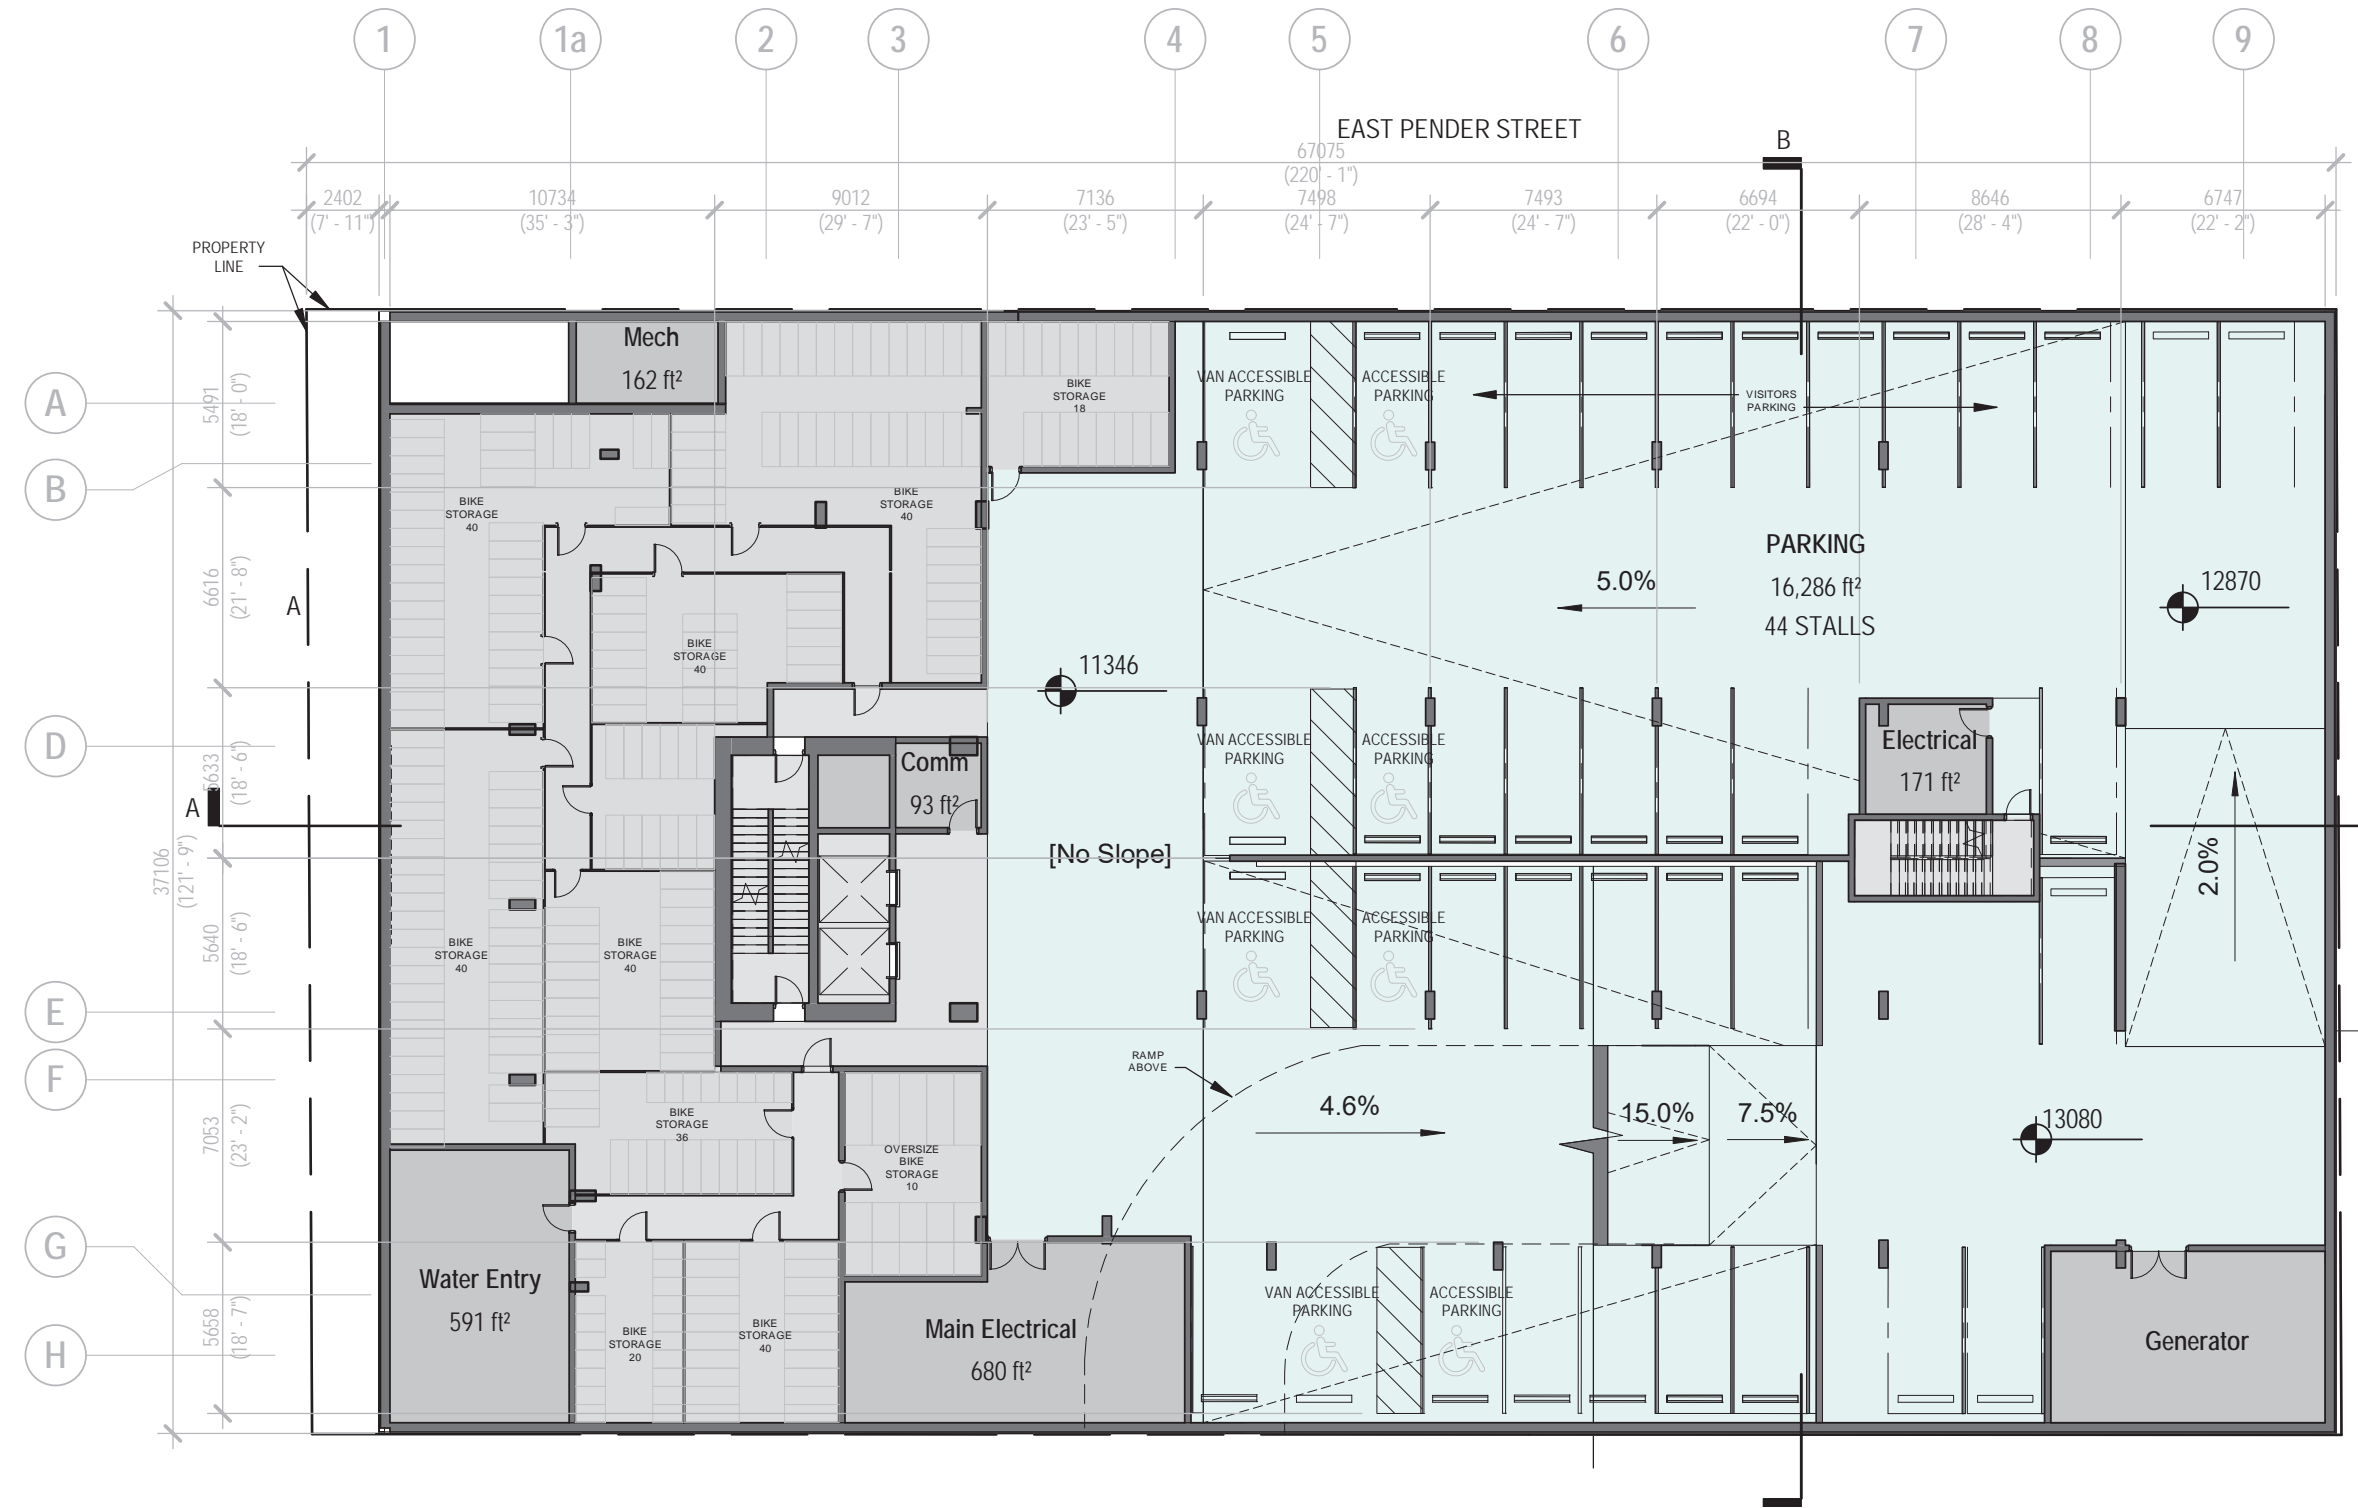 1
1a
2
3
4
5
6
7
8
9
EAST PENDER STREET
B
67075
(220' - 1")
2402
(7' - 11")
10734
(35' - 3")
9012
(29' - 7")
7136
(23' - 5")
7498
(24' - 7")
7493
(24' - 7")
6694
(22' - 0")
8646
(28' - 4")
6747
(22' - 2")
PROPERTY
LINE
A
B
D
E
F
G
H
37106
(121' - 9")
5491
(18' - 0")
6616
(21' - 8")
5633
(18' - 6")
5640
(18' - 6")
7053
(23' - 2")
5658
(18' - 7")
A
A
Mech
162 ft²
BIKE
STORAGE
18
BIKE
STORAGE
40
BIKE
STORAGE
40
BIKE
STORAGE
40
VAN ACCESSIBLE
PARKING
ACCESSIBLE
PARKING
VISITORS
PARKING
PARKING
16,286 ft²
44 STALLS
5.0%
12870
11346
VAN ACCESSIBLE
PARKING
ACCESSIBLE
PARKING
Electrical
171 ft²
Comm
93 ft²
[No Slope]
2.0%
BIKE
STORAGE
40
BIKE
STORAGE
40
VAN ACCESSIBLE
PARKING
ACCESSIBLE
PARKING
RAMP
ABOVE
4.6%
15.0%
7.5%
13080
BIKE
STORAGE
36
OVERSIZE
BIKE
STORAGE
10
Water Entry
591 ft²
BIKE
STORAGE
20
BIKE
STORAGE
40
Main Electrical
680 ft²
VAN ACCESSIBLE
PARKING
ACCESSIBLE
PARKING
Generator